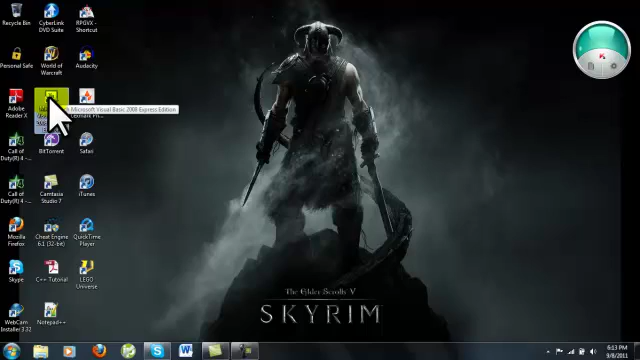 Recycle Bin
CyberLink
DVD Suite
RPGVX -
Shortcut
Personal Safe
World of
Warcraft
Audacity
Adobe
Reader X
Microsoft Visual Basic 2008 Express Edition
Call of
Duty(R) 4 -...
BitTorrent
Safari
Call of
Duty(R) 4 -...
Camtasia
Studio 7
iTunes
Mozilla
Firefox
Cheat Engine
6.1 (32-bit)
QuickTime
Player
Skype
C++ Tutorial
LEGO
Universe
WebCam
Installer 3.32
Notepad++
The Elder Scrolls V
SKYRIM
6:13 PM
9/8/2011